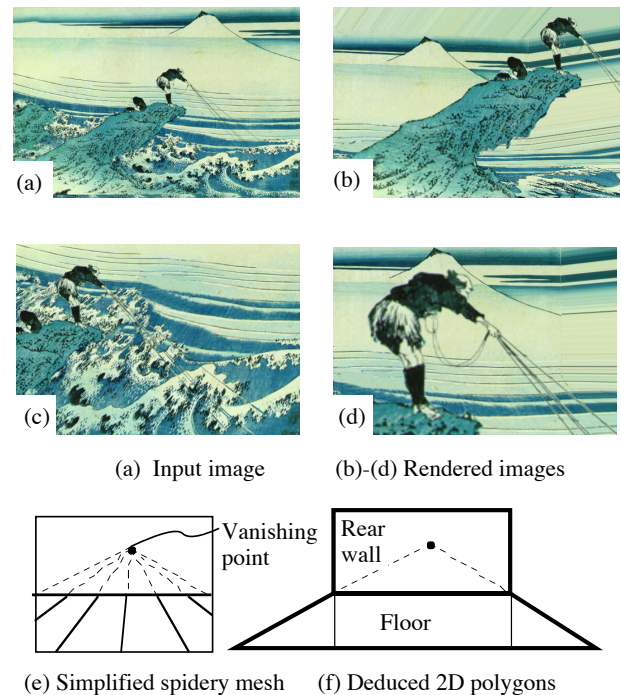 (a)
(b)
(c)
(d)
(a) Input image
(b)-(d) Rendered images
Vanishing
point
Rear
wall
Floor
(e) Simplified spidery mesh
(f) Deduced 2D polygons